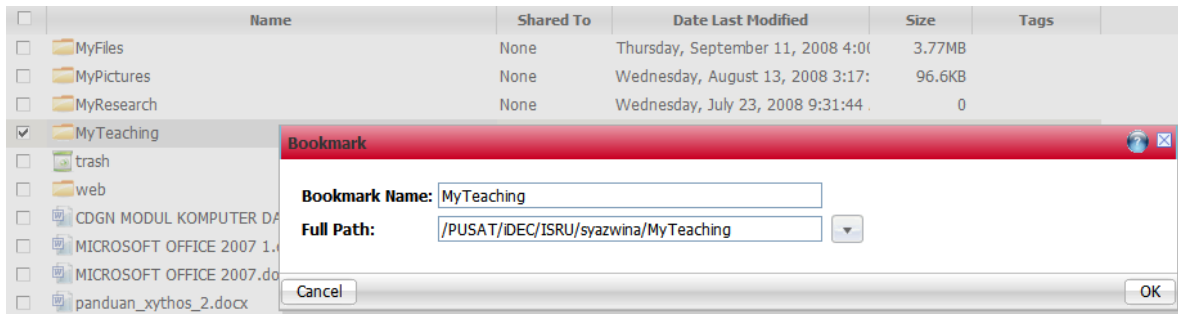 Name Shared To Date Last Modified Size Tags
MyFiles None Thursday, September 11, 2008 4:00 3.77MB
MyPictures None Wednesday, August 13, 2008 3:17: 96.6KB
MyResearch None Wednesday, July 23, 2008 9:31:44 0
MyTeaching
Bookmark
trash
web
Bookmark Name: MyTeaching
CDGN MODUL KOMPUTER DA
Full Path: /PUSAT/iDEC/ISRU/syazwina/MyTeaching
MICROSOFT OFFICE 2007 1.
MICROSOFT OFFICE 2007.do
Cancel OK
panduan_xythos_2.docx